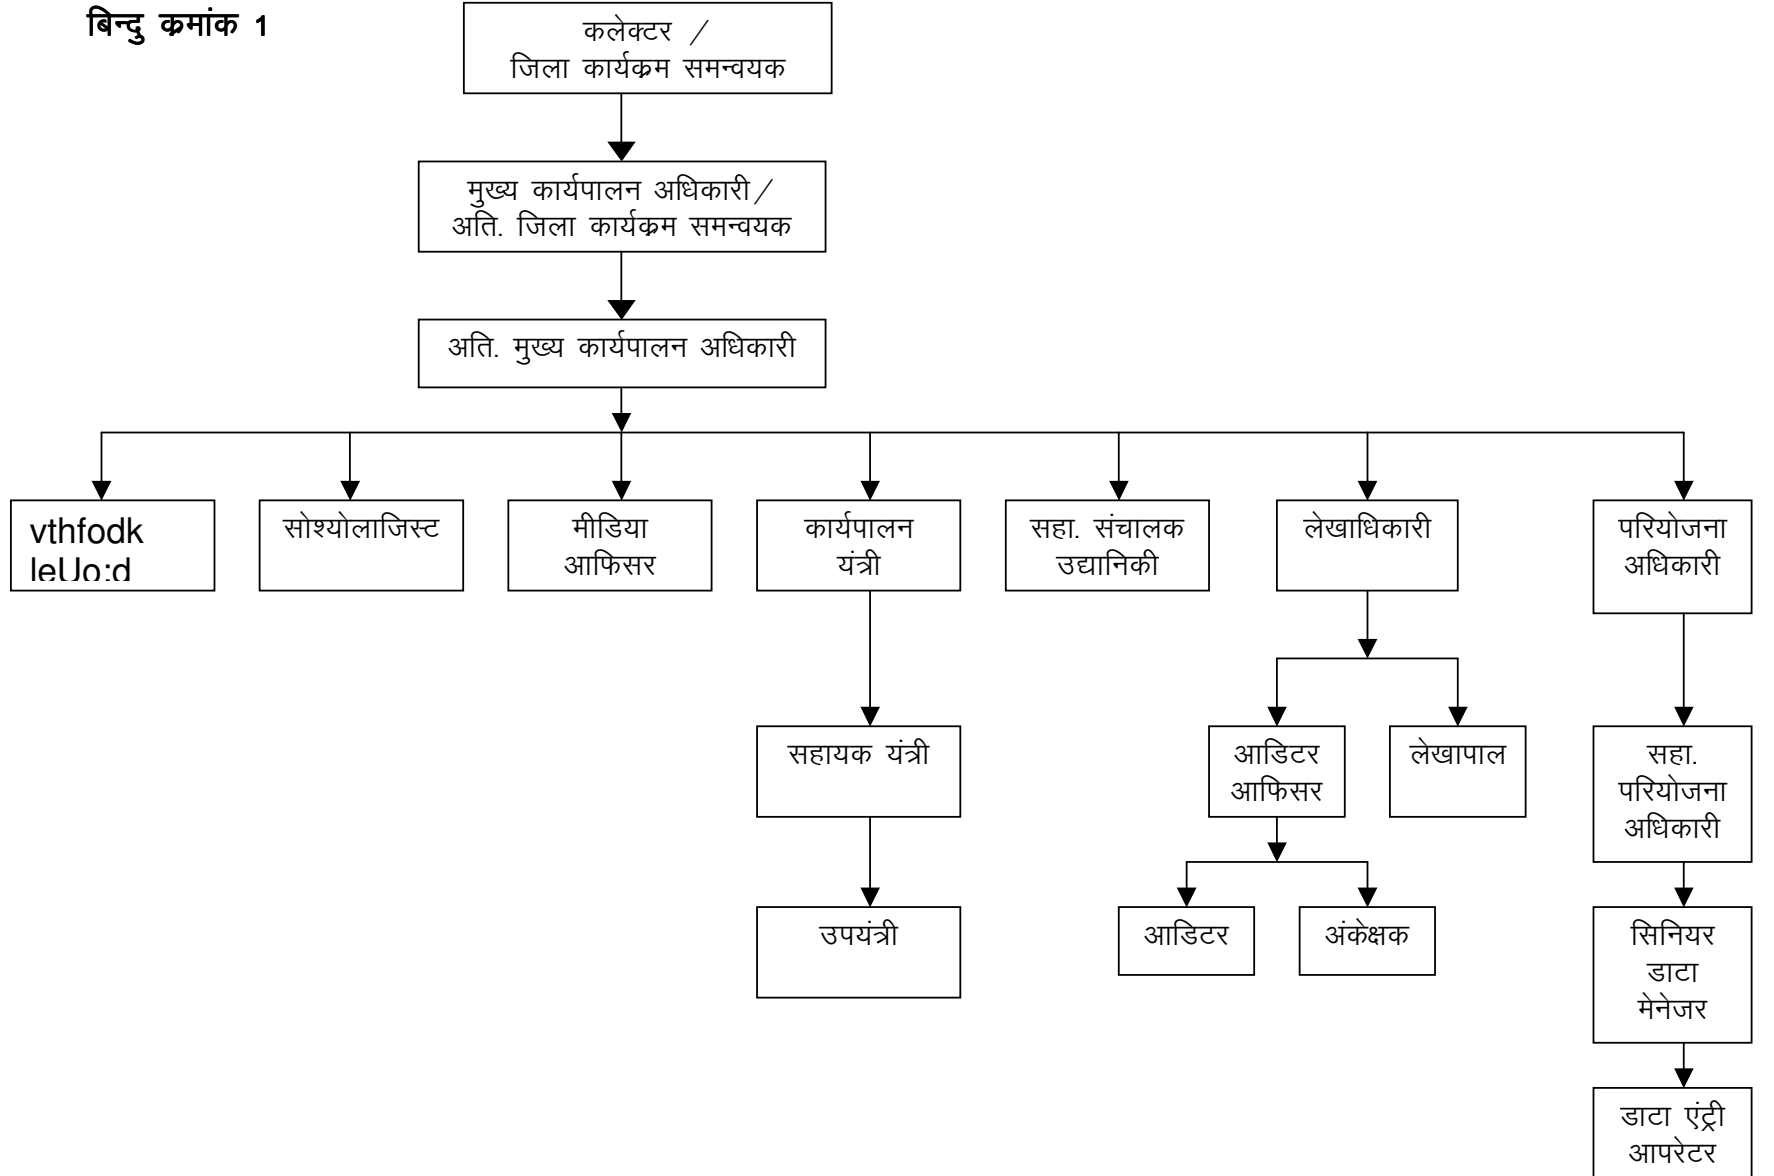 बिन्दु क्रमांक 1
कलेक्टर /
जिला कार्यक्रम समन्वयक
मुख्य कार्यपालन अधिकारी/
अति. जिला कार्यक्रम समन्वयक
अति. मुख्य कार्यपालन अधिकारी
vthfodk
leUo;d
सोश्योलाजिस्ट
मीडिया
आफिसर
कार्यपालन
यंत्री
सहा. संचालक
उद्यानिकी
लेखाधिकारी
परियोजना
अधिकारी
सहायक यंत्री
आडिटर
आफिसर
लेखापाल
सहा.
परियोजना
अधिकारी
उपयंत्री
आडिटर
अंकेक्षक
सिनियर
डाटा
मेनेजर
डाटा एंट्री
आपरेटर